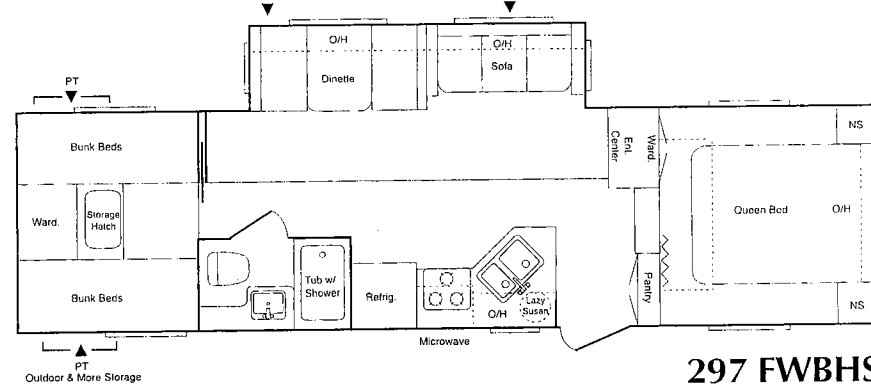 O/H
Dinette
O/H
Sofa
PT
Bunk Beds
Ent.
Center
Ward.
NS
Ward.
Storage
Hatch
Queen Bed
O/H
Bunk Beds
Tub w/
Shower
Refrig.
O/H
Lazy
Susan
Pantry
NS
Microwave
PT
Outdoor & More Storage
297 FWBHS